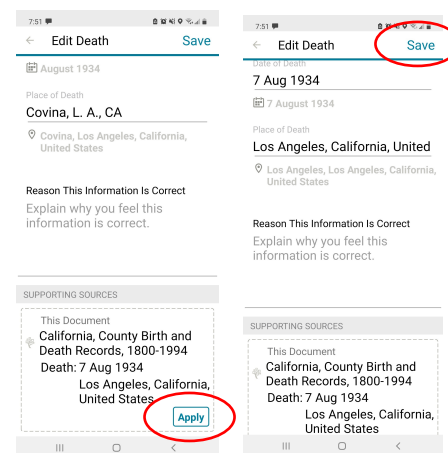 7:51
Edit Death Save
August 1934
Place of Death
Covina, L. A., CA
Covina, Los Angeles, California,
United States
Reason This Information Is Correct
Explain why you feel this
information is correct.
SUPPORTING SOURCES
This Document
California, County Birth and
Death Records, 1800-1994
Death: 7 Aug 1934
Los Angeles, California,
United States
Apply
7:51
Edit Death Save
Date of Death
7 Aug 1934
7 August 1934
Place of Death
Los Angeles, California, United
Los Angeles, Los Angeles, California,
United States
Reason This Information Is Correct
Explain why you feel this
information is correct.
SUPPORTING SOURCES
This Document
California, County Birth and
Death Records, 1800-1994
Death: 7 Aug 1934
Los Angeles, California,
United States